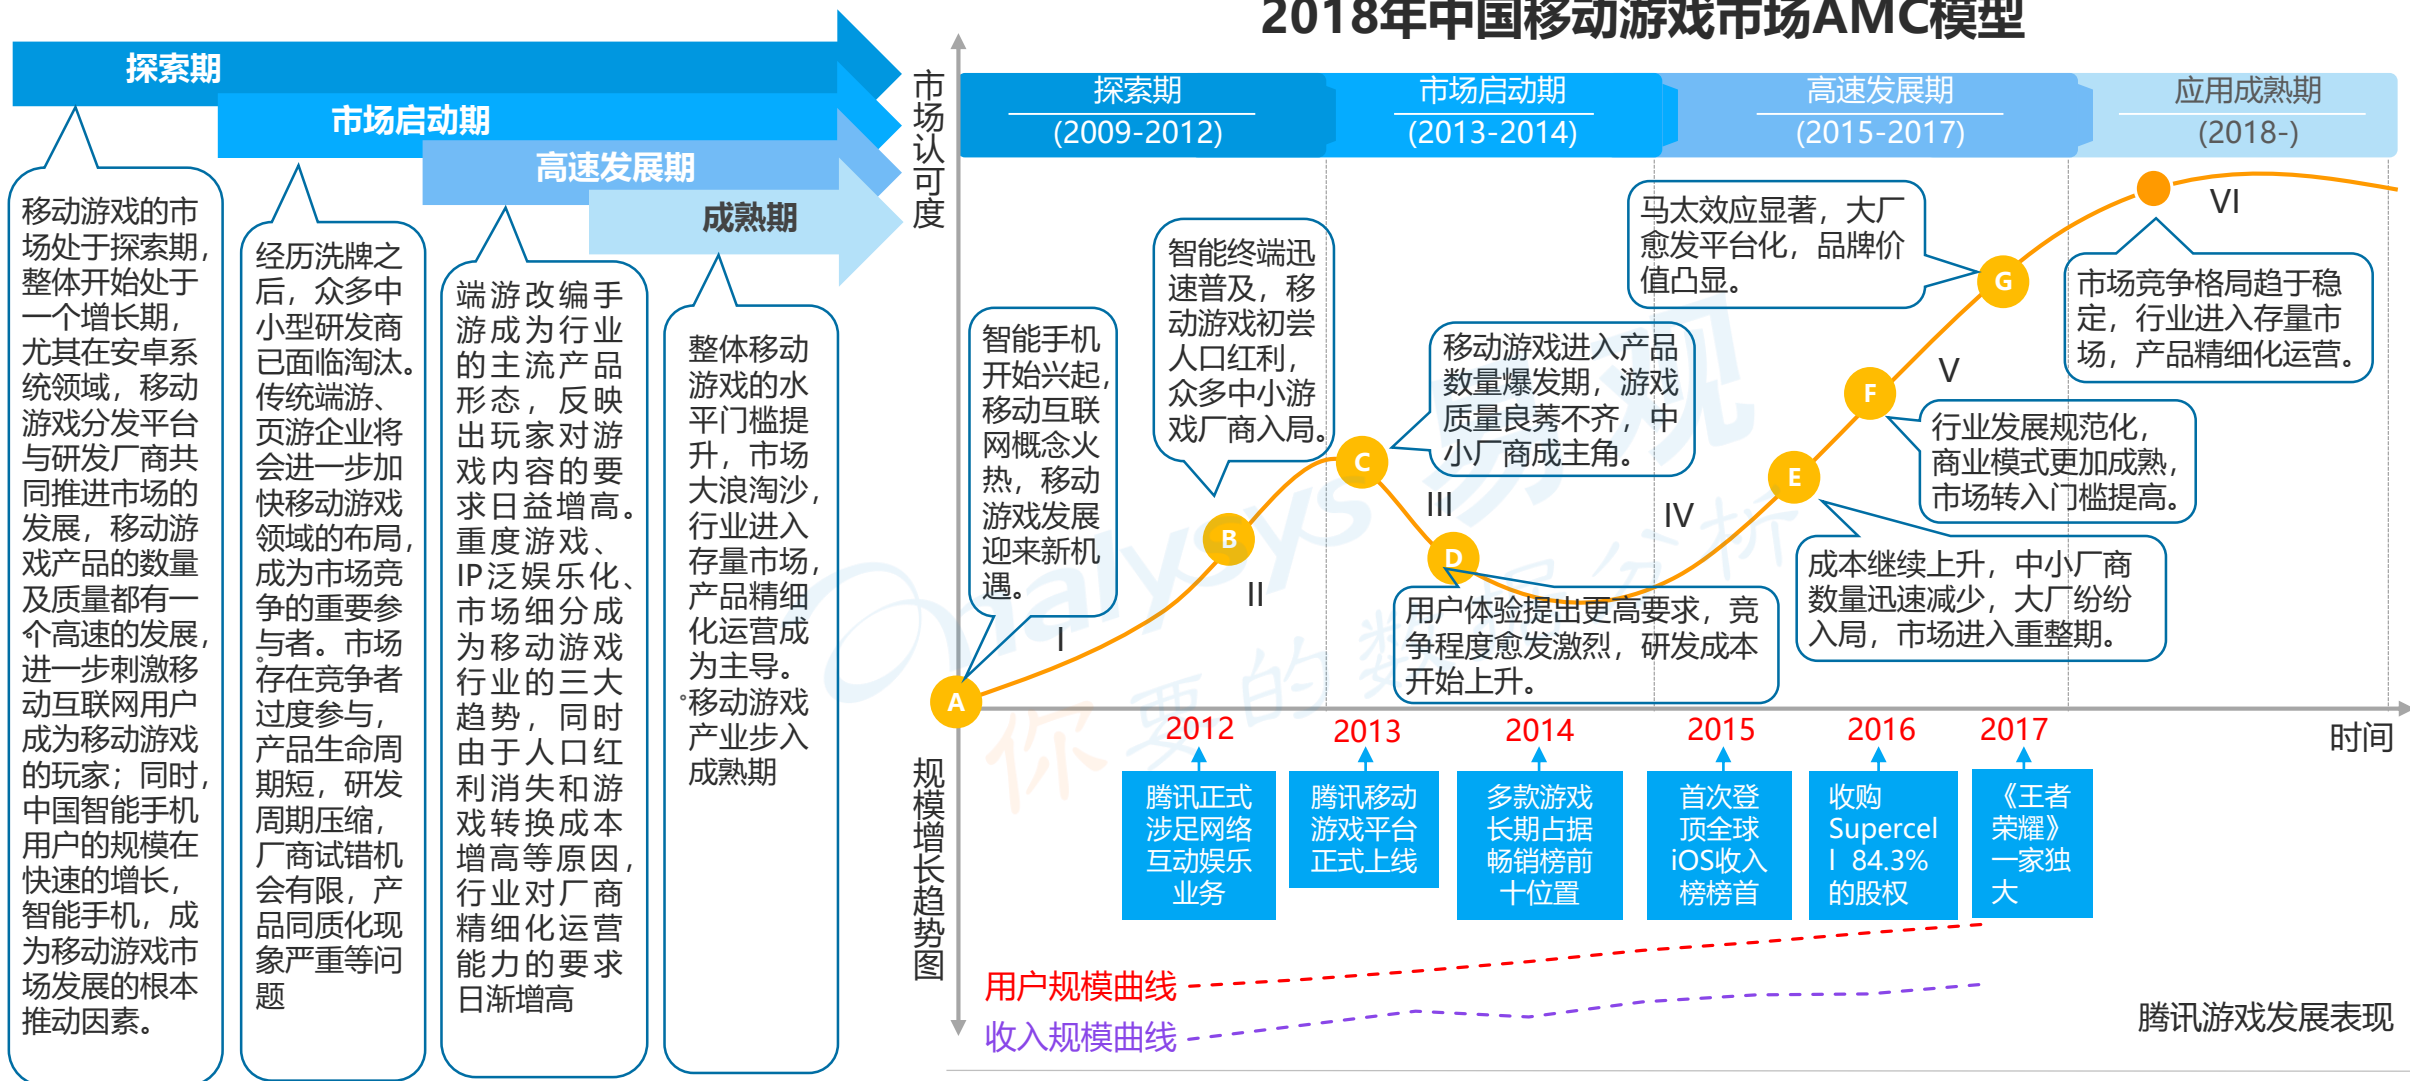 2018年中国移动游戏市场AMC模型
探索期
市场启动期
高速发展期
成熟期
移动游戏的市
场处于探索期，
整体开始处于
一个增长期，
尤其在安卓系
统领域，移动
游戏分发平台
与研发厂商共
同推进市场的
发展，移动游
戏产品的数量
及质量都有一
个高速的发展，
进一步刺激移
动互联网用户
成为移动游戏
的玩家；同时，
中国智能手机
用户的规模在
快速的增长，
智能手机，成
为移动游戏市
场发展的根本
推动因素。
经历洗牌之
后，众多中
小型研发商
已面临淘汰。
传统端游、
页游企业将
会进一步加
快移动游戏
领域的布局，
成为市场竞
争的重要参
与者。市场
存在竞争者
过度参与，
产品生命周
期短，研发
周期压缩，
厂商试错机
会有限，产
品同质化现
象严重等问
题
端游改编手
游成为行业
的主流产品
形态，反映
出玩家对游
戏内容的要
求日益增高。
重度游戏、
IP泛娱乐化、
市场细分成
为移动游戏
行业的三大
趋势，同时
由于人口红
利消失和游
戏转换成本
增高等原因，
行业对厂商
精细化运营
能力的要求
日渐增高
整体移动
游戏的水
平门槛提
升，市场
大浪淘沙，
行业进入
存量市场，
产品精细
化运营成
为主导。
移动游戏
产业步入
成熟期
市场认可度
探索期
(2009-2012)
市场启动期
(2013-2014)
高速发展期
(2015-2017)
应用成熟期
(2018-)
智能手机
开始兴起，
移动互联
网概念火
热，移动
游戏发展
迎来新机
遇。
智能终端迅
速普及，移
动游戏初尝
人口红利，
众多中小游
戏厂商入局。
移动游戏进入产品
数量爆发期，游戏
质量良莠不齐，中
小厂商成主角。
用户体验提出更高要求，竞
争程度愈发激烈，研发成本
开始上升。
成本继续上升，中小厂商
数量迅速减少，大厂纷纷
入局，市场进入重整期。
行业发展规范化，
商业模式更加成熟，
市场转入门槛提高。
马太效应显著，大厂
愈发平台化，品牌价
值凸显。
市场竞争格局趋于稳
定，行业进入存量市
场，产品精细化运营。
A
B
C
D
E
F
G
I
II
III
IV
V
VI
nalysys 易观
你要的数据分析
时间
规模增长趋势图
2012
2013
2014
2015
2016
2017
腾讯正式
涉足网络
互动娱乐
业务
腾讯移动
游戏平台
正式上线
多款游戏
长期占据
畅销榜前
十位置
首次登
顶全球
iOS收入
榜榜首
收购
Supercel
l 84.3%
的股权
《王者
荣耀》
一家独
大
用户规模曲线
收入规模曲线
腾讯游戏发展表现